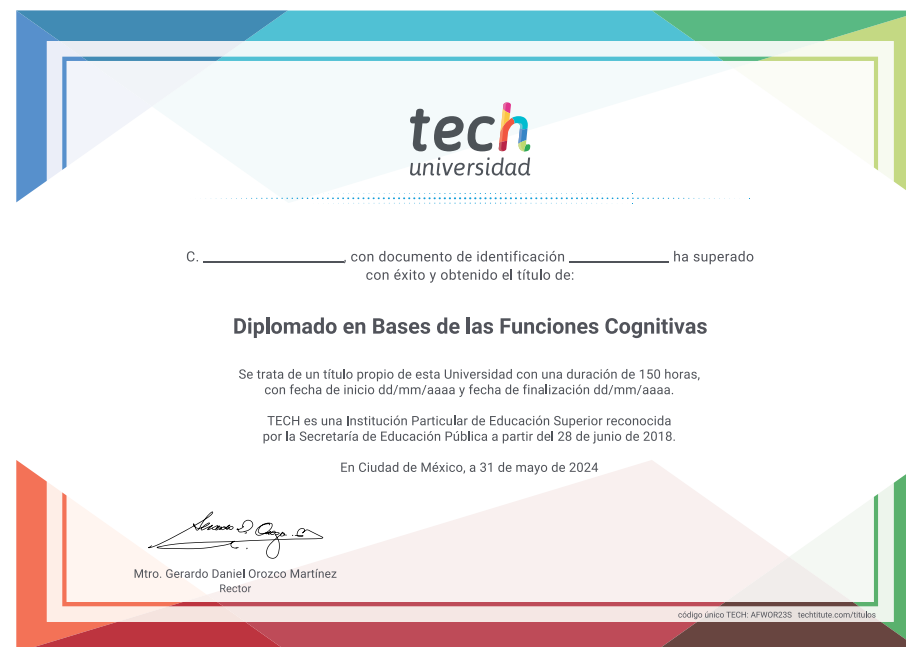 tech
universidad
C. ____________, con documento de identificación ____________ ha superado
con éxito y obtenido el título de:
Diplomado en Bases de las Funciones Cognitivas
Se trata de un título propio de esta Universidad con una duración de 150 horas,
con fecha de inicio dd/mm/aaaa y fecha de finalización dd/mm/aaaa.
TECH es una Institución Particular de Educación Superior reconocida
por la Secretaría de Educación Pública a partir del 28 de junio de 2018.
En Ciudad de México, a 31 de mayo de 2024
Mtro. Gerardo Daniel Orozco Martínez
Rector
código único TECH: AFWOR23S techtitute.com/titulos